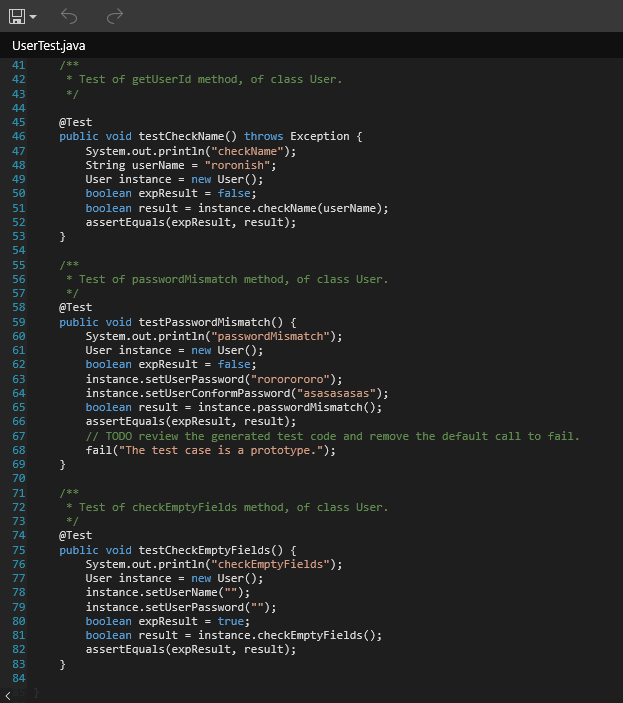 UserTest.java
41 /**
42 * Test of getUserId method, of class User.
43 */
44
45 @Test
46 public void testCheckName() throws Exception {
47 System.out.println("checkName");
48 String userName = "roronish";
49 User instance = new User();
50 boolean expResult = false;
51 boolean result = instance.checkName(userName);
52 assertEquals(expResult, result);
53 }
54
55 /**
56 * Test of passwordMismatch method, of class User.
57 */
58 @Test
59 public void testPasswordMismatch() {
60 System.out.println("passwordMismatch");
61 User instance = new User();
62 boolean expResult = false;
63 instance.setUserPassword("rororororo");
64 instance.setUserConformPassword("asasasasas");
65 boolean result = instance.passwordMismatch();
66 assertEquals(expResult, result);
67 // TODO review the generated test code and remove the default call to fail.
68 fail("The test case is a prototype.");
69 }
70
71 /**
72 * Test of checkEmptyFields method, of class User.
73 */
74 @Test
75 public void testCheckEmptyFields() {
76 System.out.println("checkEmptyFields");
77 User instance = new User();
78 instance.setUserName("");
79 instance.setUserPassword("");
80 boolean expResult = true;
81 boolean result = instance.checkEmptyFields();
82 assertEquals(expResult, result);
83 }
84
85 }